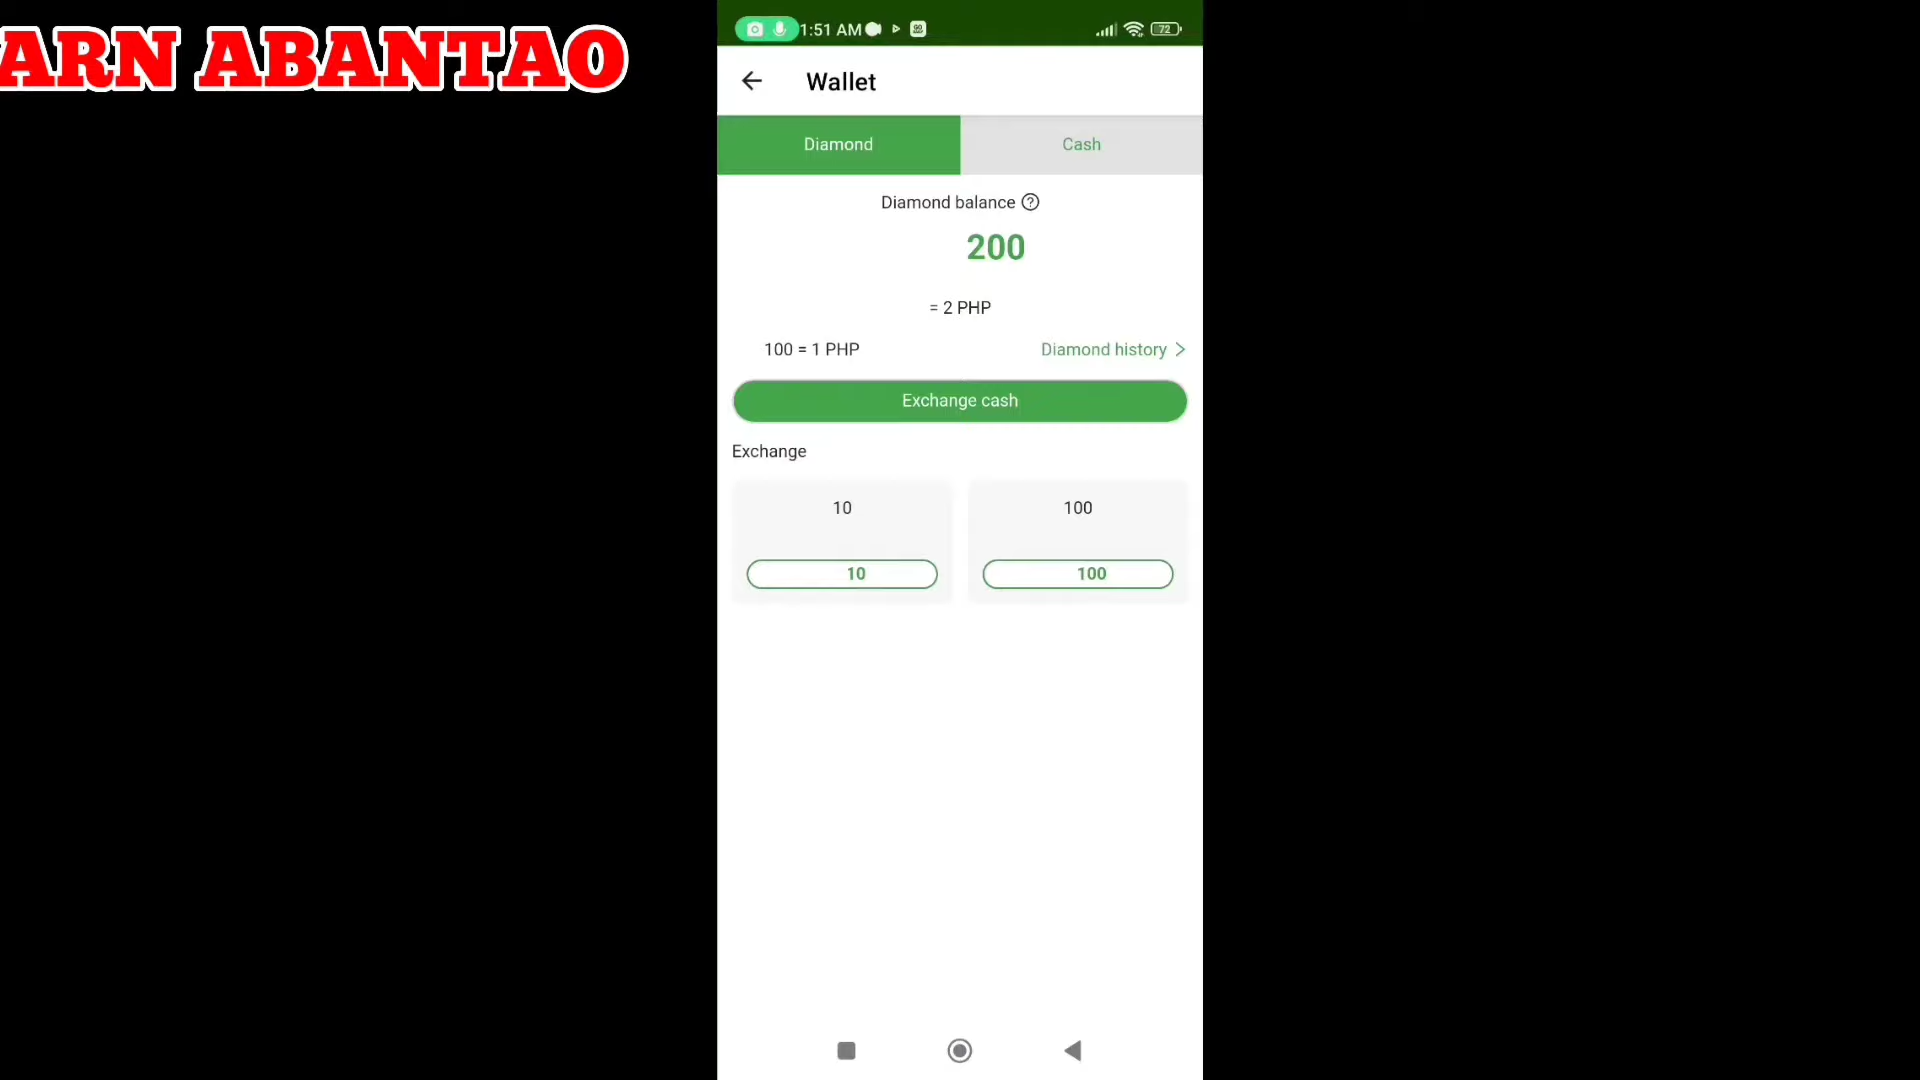 ARN ABANTAO
1:51 AM
72
Wallet
Diamond
Cash
Diamond balance ?
200
= 2 PHP
100 = 1 PHP
Diamond history >
Exchange cash
Exchange
10
100
10
100